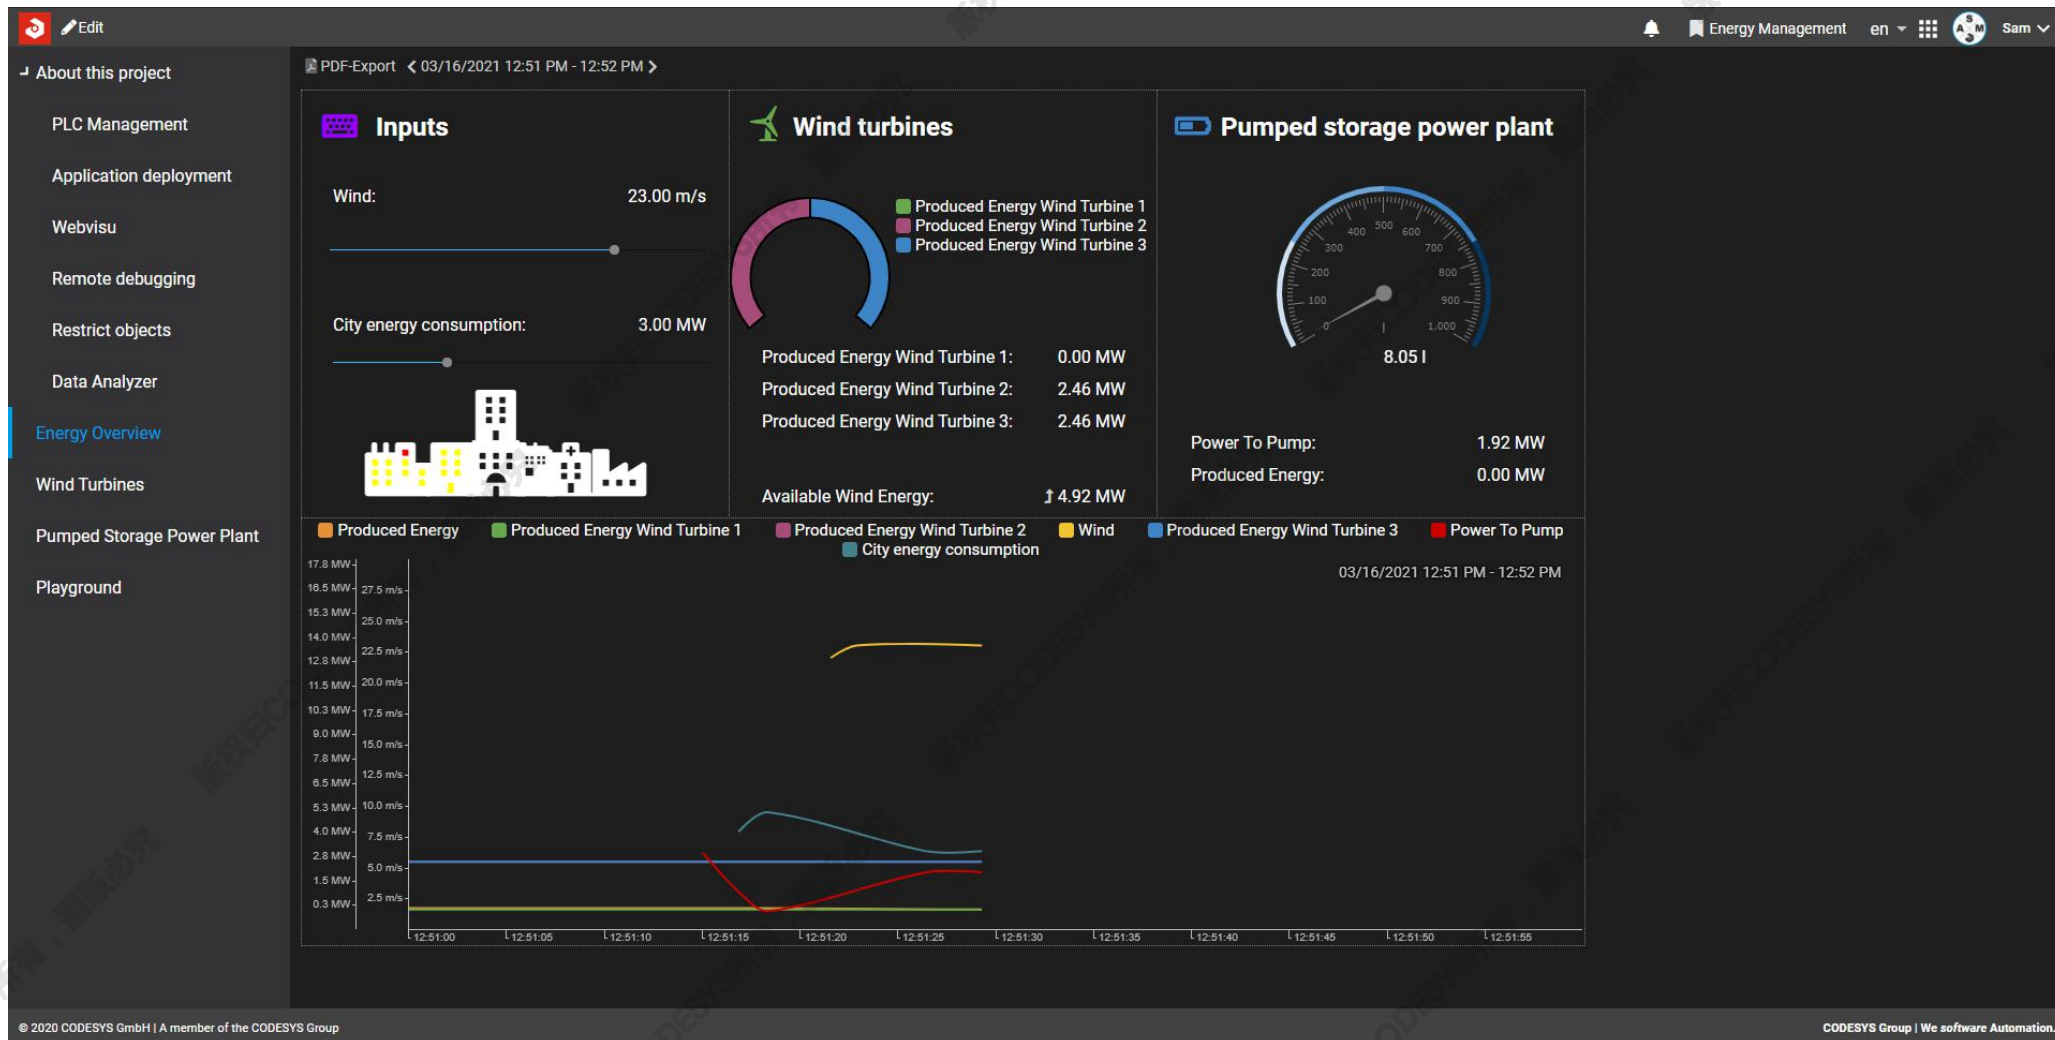 Edit
Energy Management en Sam
About this project
PLC Management
Application deployment
Webvisu
Remote debugging
Restrict objects
Data Analyzer
Energy Overview
Wind Turbines
Pumped Storage Power Plant
Playground
PDF-Export 03/16/2021 12:51 PM - 12:52 PM
Inputs
Wind: 23.00 m/s
City energy consumption: 3.00 MW
Wind turbines
Produced Energy Wind Turbine 1
Produced Energy Wind Turbine 2
Produced Energy Wind Turbine 3
Produced Energy Wind Turbine 1: 0.00 MW
Produced Energy Wind Turbine 2: 2.46 MW
Produced Energy Wind Turbine 3: 2.46 MW
Available Wind Energy: 4.92 MW
Pumped storage power plant
0 100 200 300 400 500 600 700 800 900 1,000
8.05 l
Power To Pump: 1.92 MW
Produced Energy: 0.00 MW
Produced Energy Produced Energy Wind Turbine 1 Produced Energy Wind Turbine 2 Wind Produced Energy Wind Turbine 3 Power To Pump
City energy consumption
03/16/2021 12:51 PM - 12:52 PM
17.8 MW
16.5 MW
15.3 MW
14.0 MW
12.8 MW
11.5 MW
10.3 MW
9.0 MW
7.8 MW
6.5 MW
5.3 MW
4.0 MW
2.8 MW
1.5 MW
0.3 MW
27.5 m/s
25.0 m/s
22.5 m/s
20.0 m/s
17.5 m/s
15.0 m/s
12.5 m/s
10.0 m/s
7.5 m/s
5.0 m/s
2.5 m/s
12:51:00 12:51:05 12:51:10 12:51:15 12:51:20 12:51:25 12:51:30 12:51:35 12:51:40 12:51:45 12:51:50 12:51:55
© 2020 CODESYS GmbH | A member of the CODESYS Group
CODESYS Group | We software Automation.